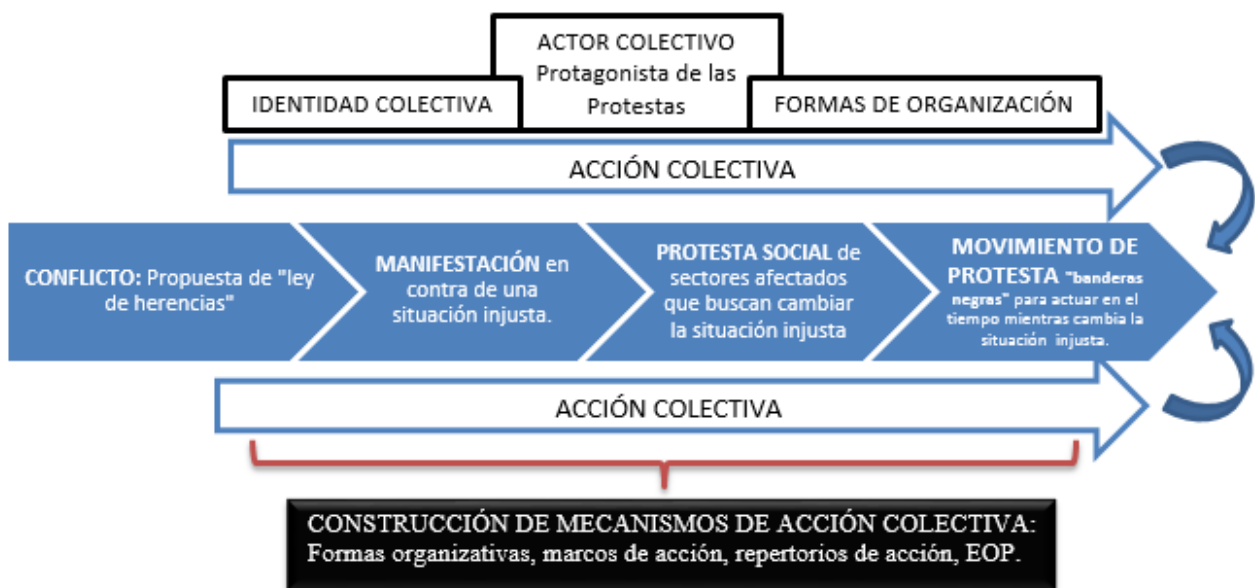 ACTOR COLECTIVO
Protagonista de las
Protestas
IDENTIDAD COLECTIVA
FORMAS DE ORGANIZACIÓN
ACCIÓN COLECTIVA
CONFLICTO: Propuesta de "ley
de herencias"
MANIFESTACIÓN en
contra de una
situación injusta.
PROTESTA SOCIAL de
sectores afectados
que buscan cambiar
la situación injusta
MOVIMIENTO DE
PROTESTA "banderas
negras" para actuar en el
tiempo mientras cambia la
situación injusta.
ACCIÓN COLECTIVA
CONSTRUCCIÓN DE MECANISMOS DE ACCIÓN COLECTIVA:
Formas organizativas, marcos de acción, repertorios de acción, EOP.